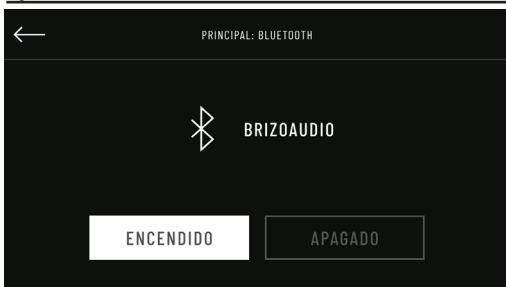 PRINCIPAL: BLUETOOTH
BRIZOAUDIO
ENCENDIDO
APAGADO